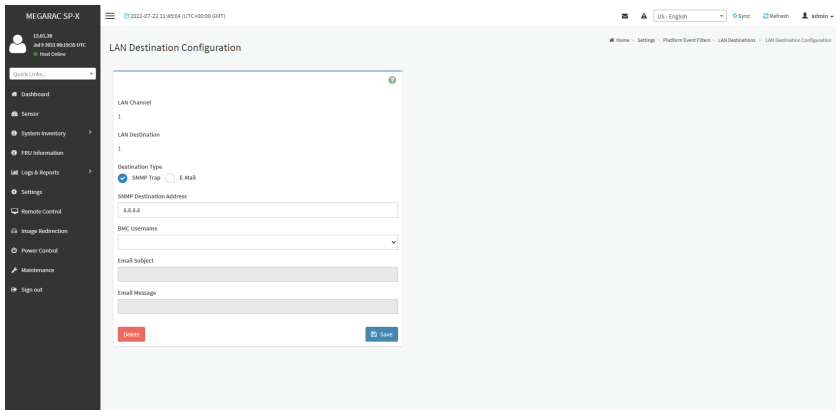 MEGARAC SP-X
2021-07-22 11:45:04 (UTC+00:00 GMT)
US - English
Sync
Refresh
admin
13.01.28
Jul 9 2021 08:19:35 UTC
Host Online
Quick Links...
Dashboard
Sensor
System Inventory
FRU Information
Logs & Reports
Settings
Remote Control
Image Redirection
Power Control
Maintenance
Sign out
LAN Destination Configuration
Home > Settings > Platform Event Filters > LAN Destinations > LAN Destination Configuration
LAN Channel
1
LAN Destination
1
Destination Type
SNMP Trap
E-Mail
SNMP Destination Address
8.8.8.8
BMC Username
Email Subject
Email Message
Delete
Save